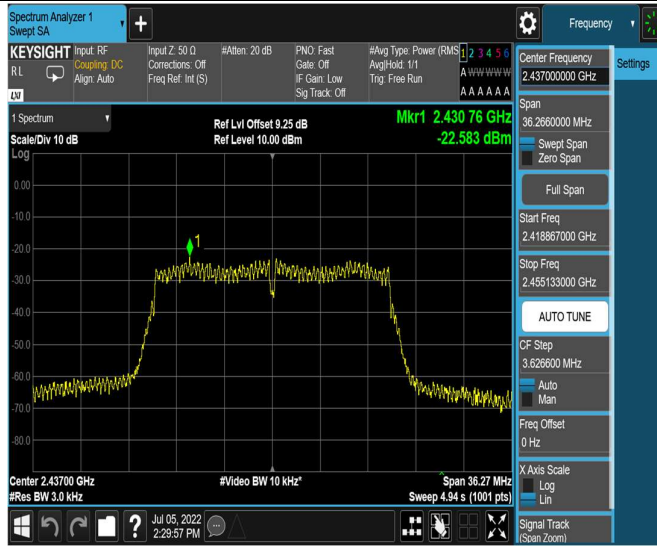 Spectrum Analyzer 1
Swept SA
Frequency
KEYSIGHT
RL
LXI
Input: RF
Coupling: DC
Align: Auto
Input Z: 50 Ω
Corrections: Off
Freq Ref: Int (S)
#Atten: 20 dB
PNO: Fast
Gate: Off
IF Gain: Low
Sig Track: Off
#Avg Type: Power (RMS
Avg|Hold: 1/1
Trig: Free Run
1 2 3 4 5 6
A W W W W W
A A A A A A
Center Frequency
2.437000000 GHz
Settings
Span
36.2660000 MHz
Swept Span
Zero Span
Full Span
Start Freq
2.418867000 GHz
Stop Freq
2.455133000 GHz
AUTO TUNE
CF Step
3.626600 MHz
Auto
Man
Freq Offset
0 Hz
X Axis Scale
Log
Lin
Signal Track
(Span Zoom)
1 Spectrum
Scale/Div 10 dB
Log
Ref Lvl Offset 9.25 dB
Ref Level 10.00 dBm
Mkr1 2.430 76 GHz
-22.583 dBm
1
0.00
-10.0
-20.0
-30.0
-40.0
-50.0
-60.0
-70.0
-80.0
Center 2.43700 GHz
#Res BW 3.0 kHz
#Video BW 10 kHz*
Span 36.27 MHz
Sweep 4.94 s (1001 pts)
?
Jul 05, 2022
2:29:57 PM